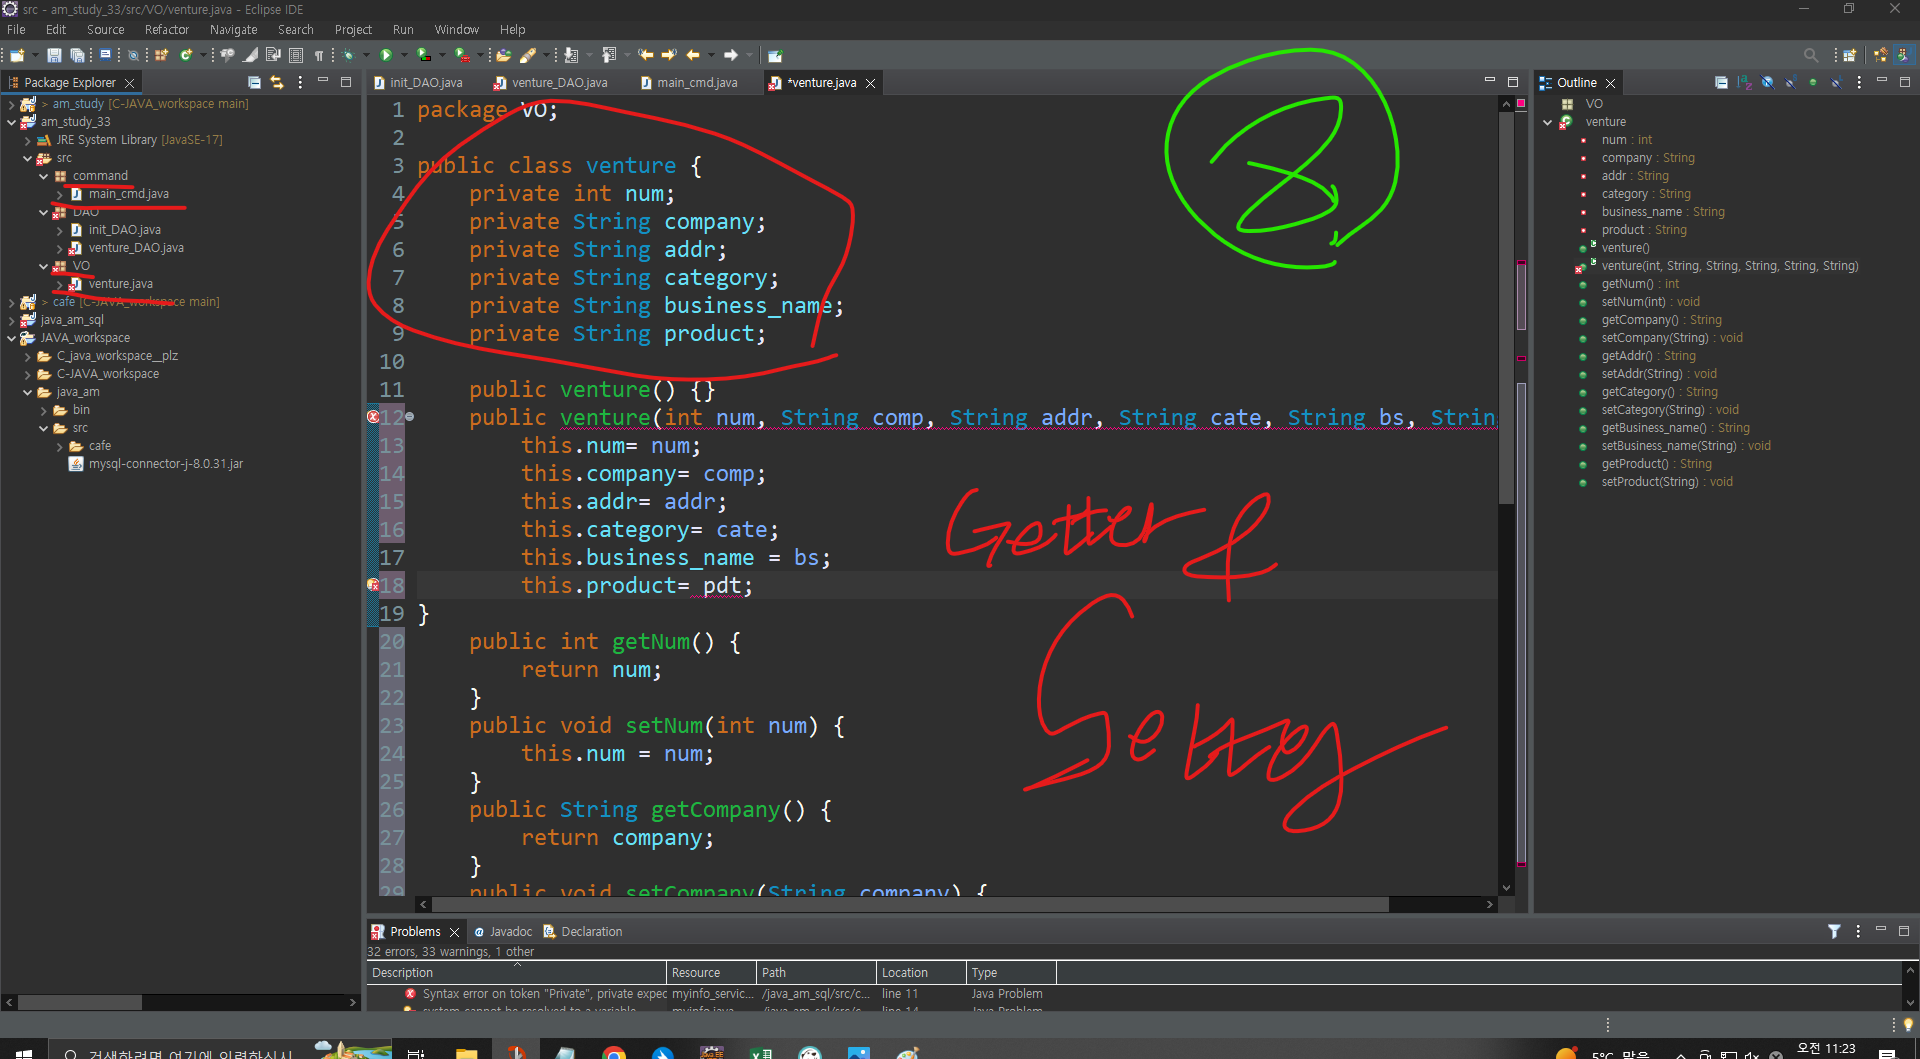 src - am_study_33/src/VO/venture.java - Eclipse IDE
File Edit Source Refactor Navigate Search Project Run Window Help
Package Explorer
> am_study [C-JAVA_workspace main]
am_study_33
JRE System Library [JavaSE-17]
src
command
main_cmd.java
DAO
init_DAO.java
venture_DAO.java
VO
venture.java
> cafe [C-JAVA_workspace main]
java_am_sql
JAVA_workspace
C_java_workspace__plz
C-JAVA_workspace
java_am
bin
src
cafe
mysql-connector-j-8.0.31.jar
init_DAO.java venture_DAO.java main_cmd.java *venture.java
1 package VO;
2
3 public class venture {
4 private int num;
5 private String company;
6 private String addr;
7 private String category;
8 private String business_name;
9 private String product;
10
11 public venture() {}
12 public venture(int num, String comp, String addr, String cate, String bs, Strin
13 this.num= num;
14 this.company= comp;
15 this.addr= addr;
16 this.category= cate;
17 this.business_name = bs;
18 this.product= pdt;
19 }
20 public int getNum() {
21 return num;
22 }
23 public void setNum(int num) {
24 this.num = num;
25 }
26 public String getCompany() {
27 return company;
28 }
29 public void setCompany(String company) {
Getter &
Outline
VO
venture
num : int
company : String
addr : String
category : String
business_name : String
product : String
venture()
venture(int, String, String, String, String, String)
getNum() : int
setNum(int) : void
getCompany() : String
setCompany(String) : void
getAddr() : String
setAddr(String) : void
getCategory() : String
setCategory(String) : void
getBusiness_name() : String
setBusiness_name(String) : void
getProduct() : String
setProduct(String) : void
Problems Javadoc Declaration
32 errors, 33 warnings, 1 other
Description Resource Path Location Type
Syntax error on token "Private", private expec myinfo_servic... /java_am_sql/src/c... line 11 Java Problem
system cannot be resolved to a variable myinfo.java /java_am_sql/src/c... line 14 Java Problem
검색하려면 여기에 입력하십시
5°C 맑음
오전 11:23